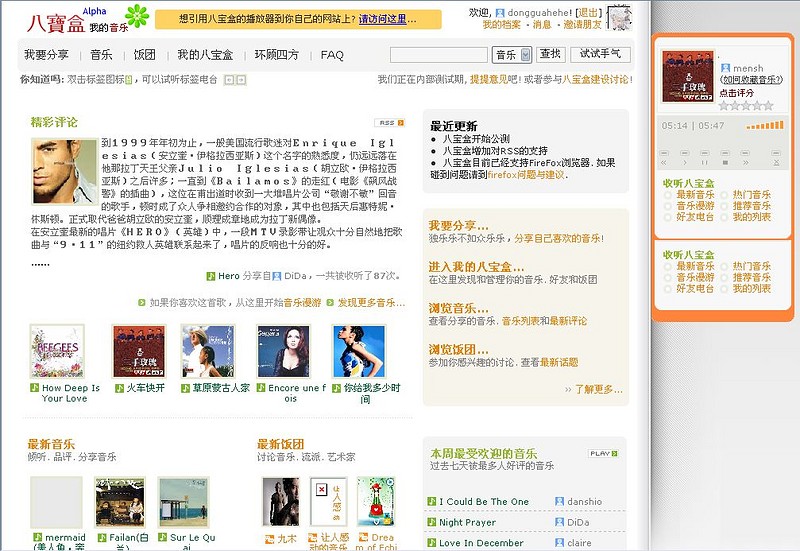 八寶盒
Alpha
我的音乐
想引用八宝盒的播放器到你自己的网站上? 请访问这里...
欢迎, dongguahehe! [退出]
我的档案 · 消息 · 邀请朋友
我要分享 | 音乐 | 饭团 | 我的八宝盒 | 环顾四方 | FAQ
音乐 查找 试试手气
你知道吗: 双击标签图标, 可以试听标签电台
我们正在内部测试期, 提提意见吧! 或者参与八宝盒建设讨论!
精彩评论
RSS
到1999年年初为止，一般美国流行歌迷对Enrique Igl
esias(安立奎·伊格拉西亚斯)这个名字的熟悉度，仍远远落在
他那拉丁天王父亲Julio Iglesias(胡立欧·伊格拉西
亚斯)之后许多；一直到《Bailamos》的走红(电影《飙风战
警》的插曲)，这位在甫出道时收到一大堆唱片公司“敬谢不敏”回音
的歌手，顿时成了众人争相邀约合作的对象，其中也包括天后惠特妮·
休斯顿。正式取代爸爸胡立欧的安立奎，顺理成章地成为拉丁新偶像。
在安立奎最新的唱片《HERO》(英雄)中，一段MTV录影带让观众十分自然地把歌
曲与“9·11”的纽约救人英雄联系起来了，唱片的反响也十分的好。
......
Hero 分享自 DiDa，一共被收听了87次。
如果你喜欢这首歌，从这里开始音乐漫游 发现更多音乐...
BEEGEES
How Deep Is
Your Love
火车快开
草原蒙古人家
Encore une f
ois
你给我多少时
间
最新音乐
倾听. 品评. 分享音乐
mermaid
Failan(白
兰)
Sur Le Qu
ai
最新饭团
讨论音乐. 流派. 艺术家
九木
让人感
动的音乐
Drea
m of Echi
最近更新
八宝盒开始公测
八宝盒增加对RSS的支持
八宝盒目前已经支持FireFox浏览器. 如果
碰到问题请到firefox问题与建议.
我要分享...
独乐乐不如众乐乐，分享自己喜欢的音乐!
进入我的八宝盒...
在这里发现和管理你的音乐. 好友和饭团
浏览音乐...
查看分享的音乐. 音乐列表和最新评论
浏览饭团...
参加你感兴趣的讨论. 查看最新话题
›› 了解更多...
本周最受欢迎的音乐
PLAY
过去七天被最多人好评的音乐
I Could Be The One danshio
Night Prayer DiDa
Love In December claire
二手玫瑰
mensh
(如何收藏音乐?)
点击评分
05:14 | 05:47
收听八宝盒
最新音乐 热门音乐
音乐漫游 推荐音乐
好友电台 我的列表
收听八宝盒
最新音乐 热门音乐
音乐漫游 推荐音乐
好友电台 我的列表